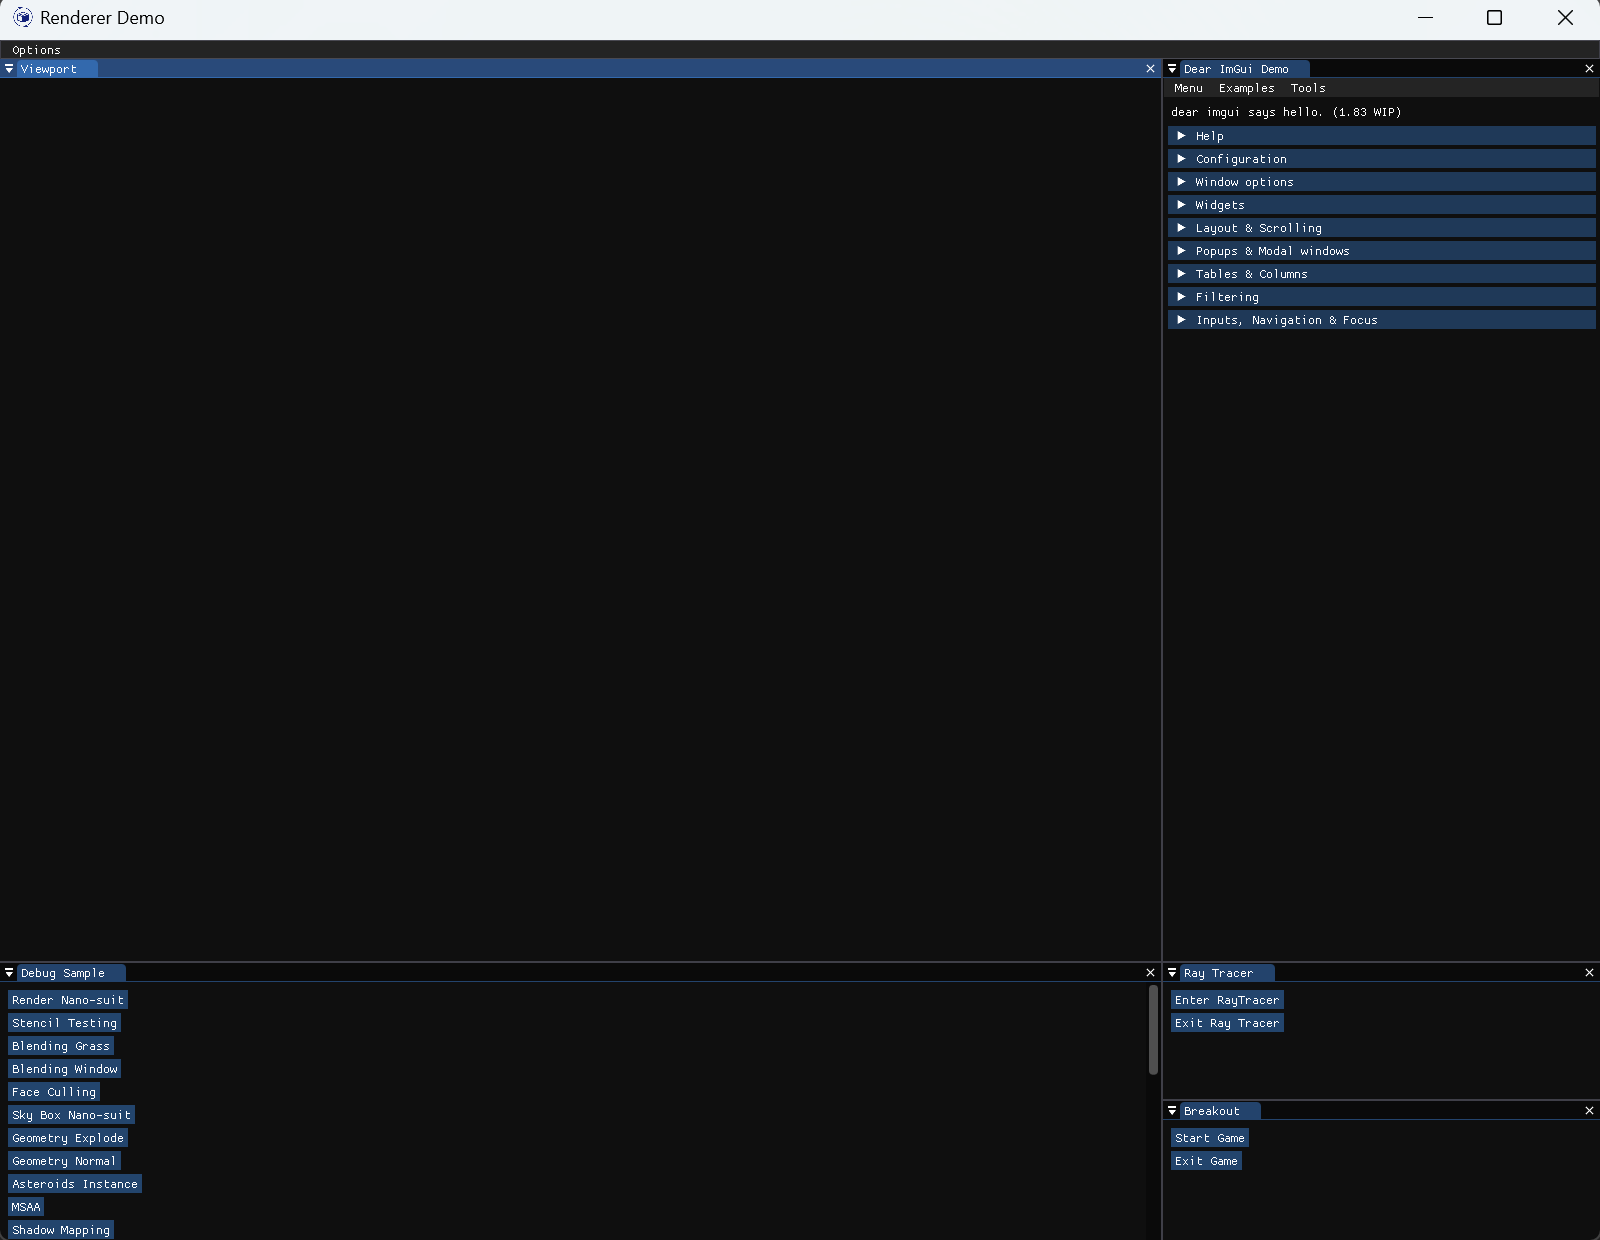 Renderer Demo
Options
Viewport
Dear ImGui Demo
Menu Examples Tools
dear imgui says hello. (1.83 WIP)
Help
Configuration
Window options
Widgets
Layout & Scrolling
Popups & Modal windows
Tables & Columns
Filtering
Inputs, Navigation & Focus
Debug Sample
Render Nano-suit
Stencil Testing
Blending Grass
Blending Window
Face Culling
Sky Box Nano-suit
Geometry Explode
Geometry Normal
Asteroids Instance
MSAA
Shadow Mapping
Ray Tracer
Enter RayTracer
Exit Ray Tracer
Breakout
Start Game
Exit Game